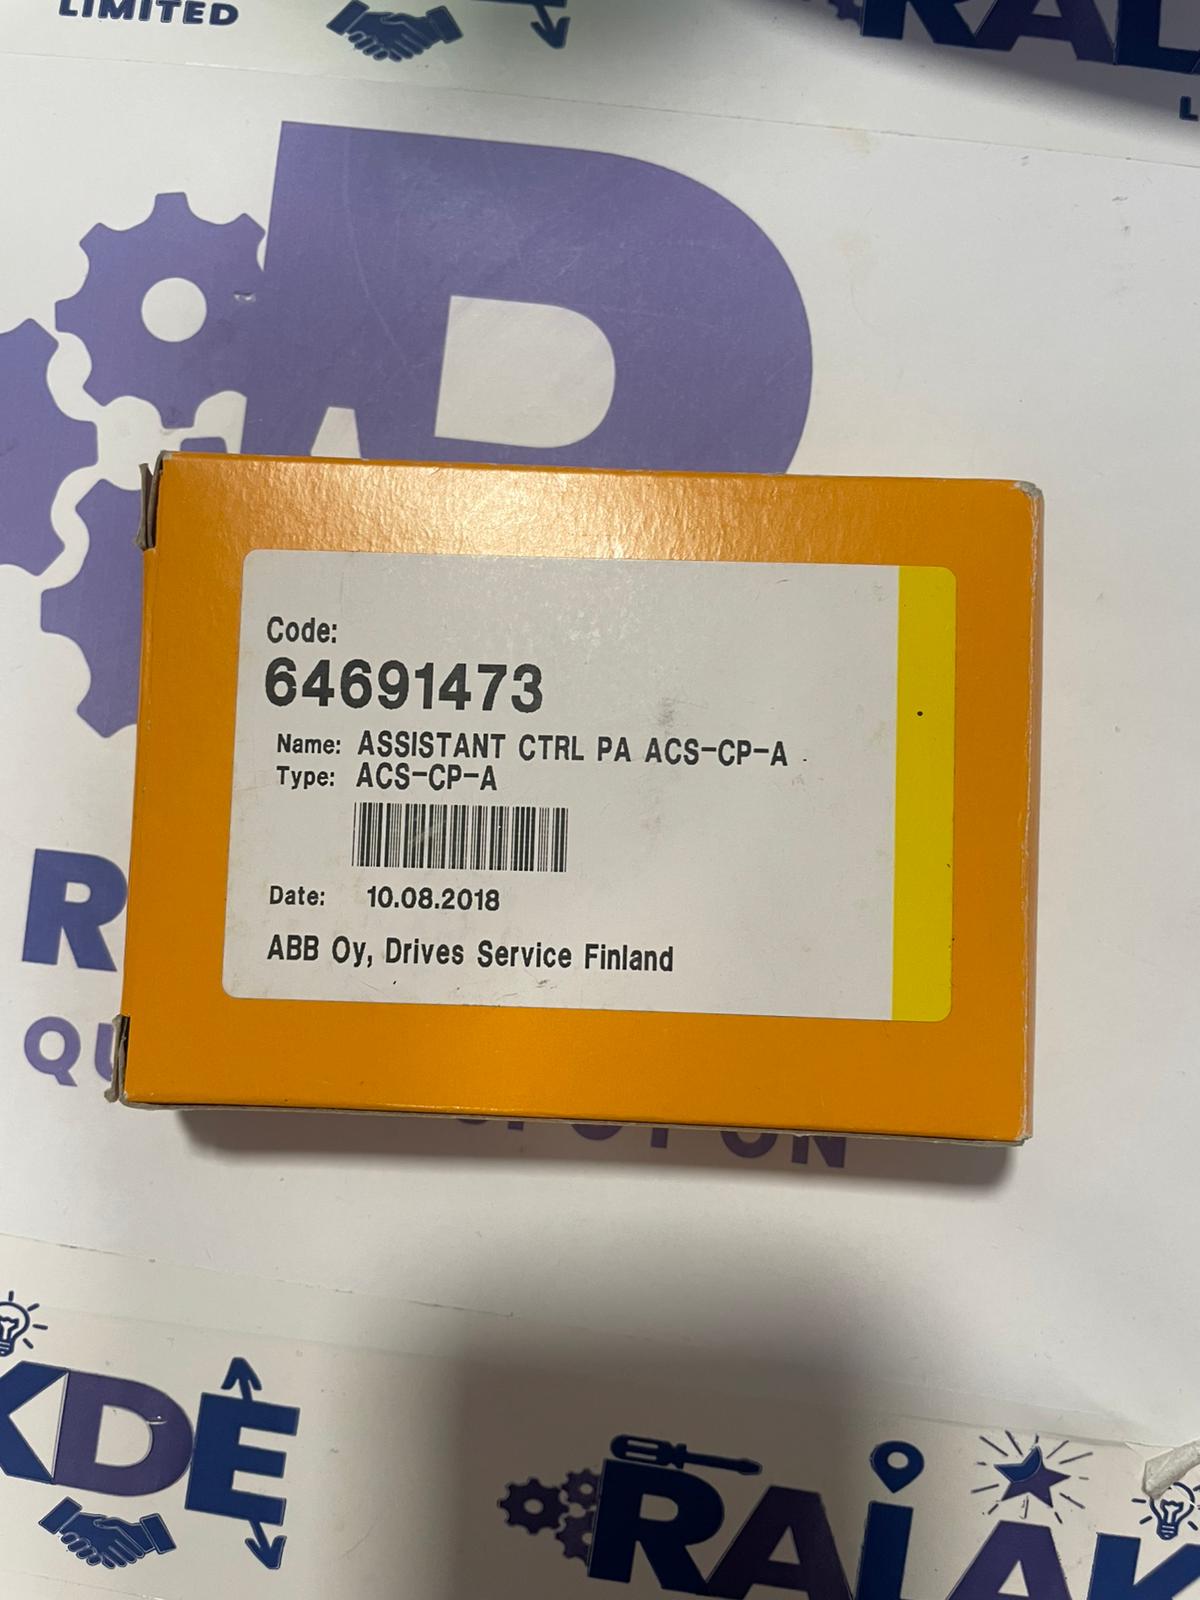 LIMITED
Code:
64691473
Name: ASSISTANT CTRL PA ACS-CP-A
Type: ACS-CP-A
Date: 10.08.2018
ABB Oy, Drives Service Finland
ON
KDE
RAIAK